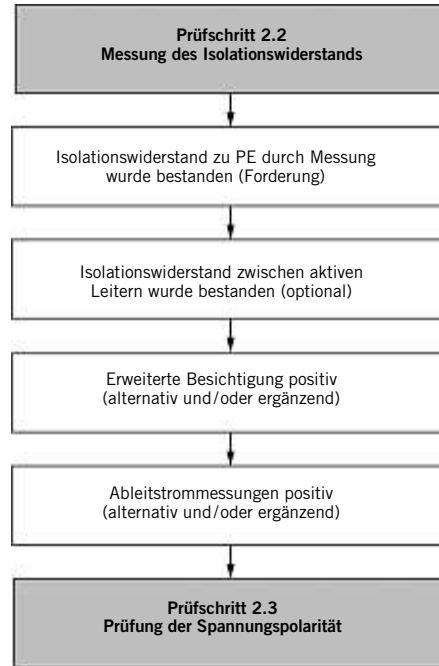 Prüfschritt 2.2
Messung des Isolationswiderstands
Isolationswiderstand zu PE durch Messung
wurde bestanden (Forderung)
Isolationswiderstand zwischen aktiven
Leitern wurde bestanden (optional)
Erweiterte Besichtigung positiv
(alternativ und/oder ergänzend)
Ableitstrommessungen positiv
(alternativ und/oder ergänzend)
Prüfschritt 2.3
Prüfung der Spannungspolarität